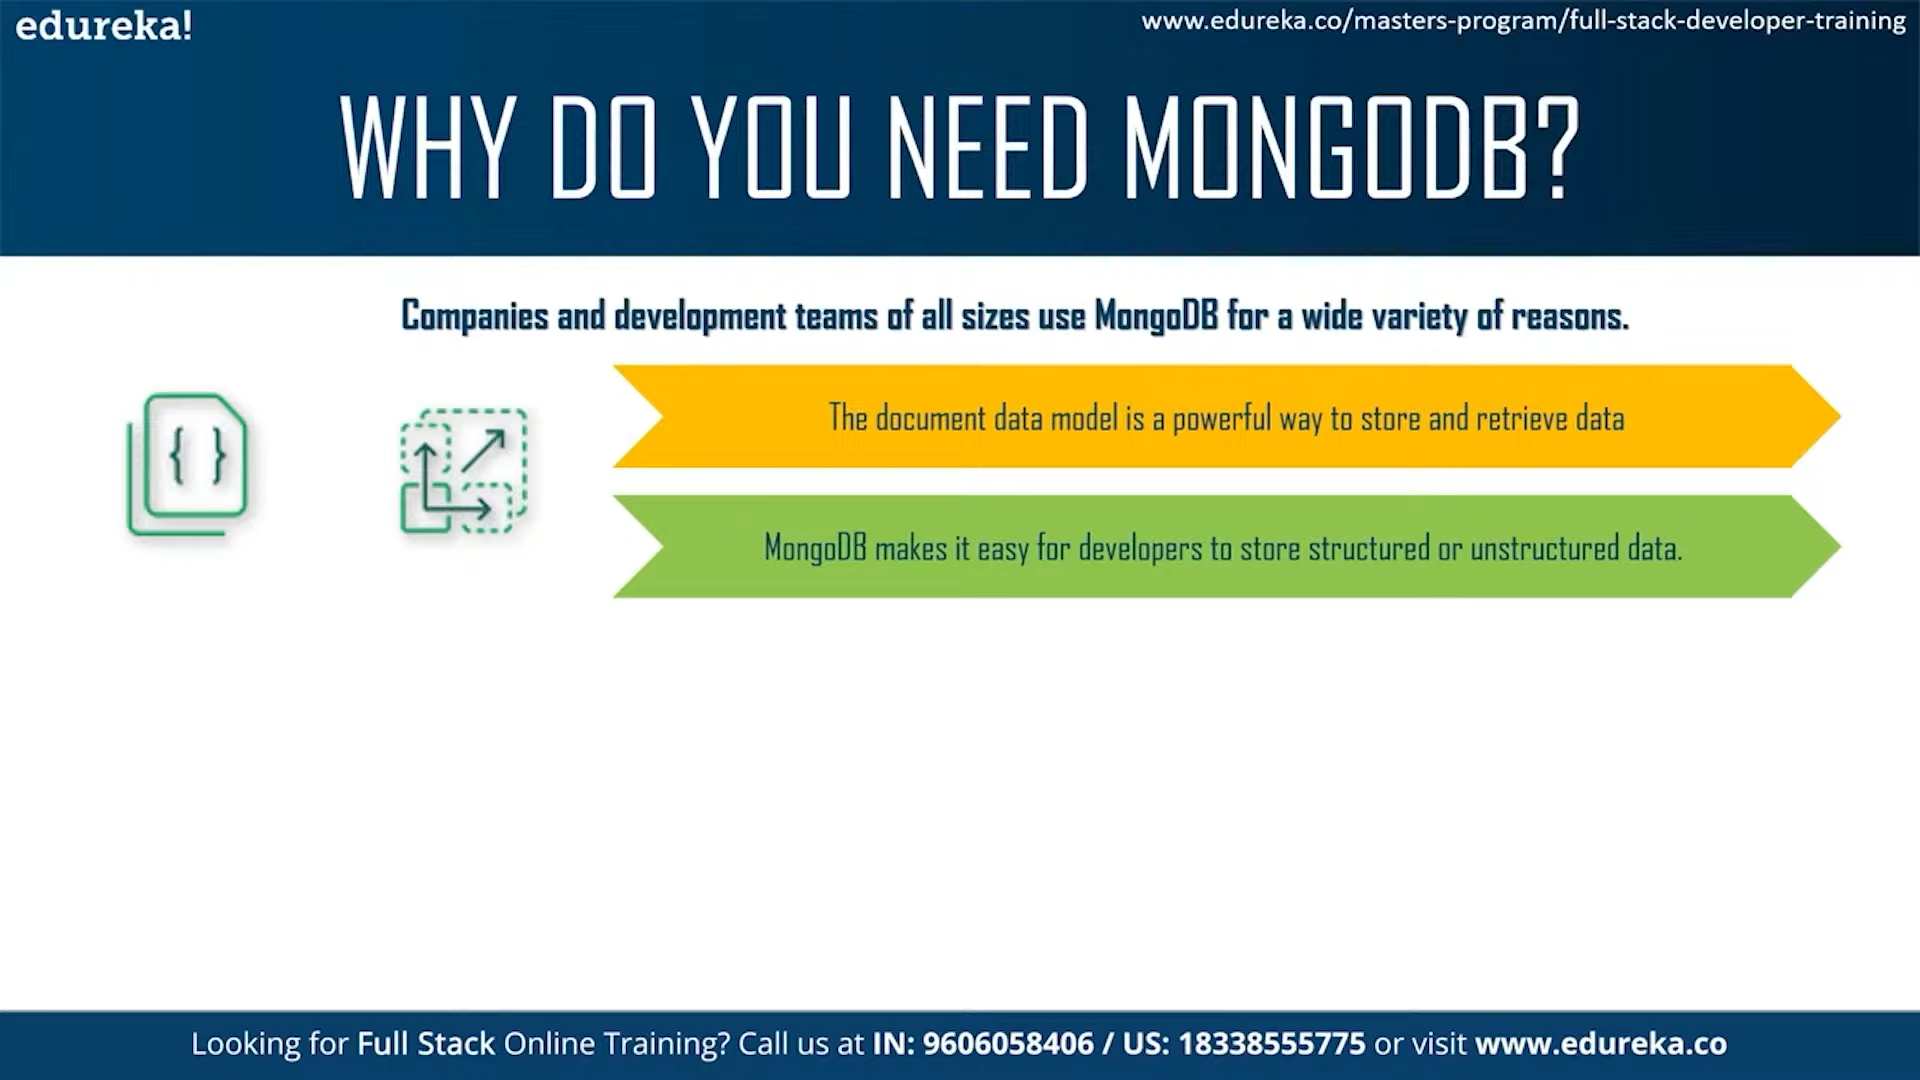 edureka!
www.edureka.co/masters-program/full-stack-developer-training
WHY DO YOU NEED MONGODB?
Companies and development teams of all sizes use MongoDB for a wide variety of reasons.
{ }
The document data model is a powerful way to store and retrieve data
MongoDB makes it easy for developers to store structured or unstructured data.
Looking for Full Stack Online Training? Call us at IN: 9606058406 / US: 18338555775 or visit www.edureka.co